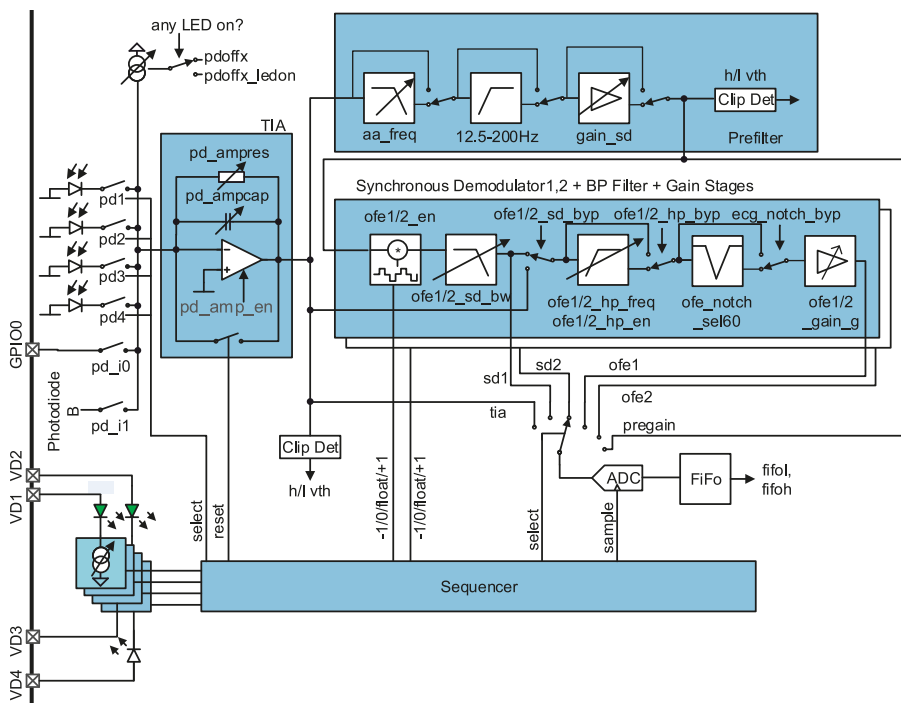 any LED on?
pdoffx
pdoffx_ledon
h/l vth
Clip Det
aa_freq
12.5-200Hz
gain_sd
Prefilter
TIA
pd_ampres
pd_ampcap
pd_amp_en
pd1
pd2
pd3
pd4
GPIO0
pd_i0
pd_i1
Photodiode
B
Synchronous Demodulator1,2 + BP Filter + Gain Stages
ofe1/2_en
ofe1/2_sd_byp
ofe1/2_hp_byp
ecg_notch_byp
ofe1/2_sd_bw
ofe1/2_hp_freq
ofe1/2_hp_en
ofe_notch
_sel60
ofe1/2
_gain_g
sd2
sd1
ofe1
ofe2
tia
pregain
Clip Det
h/l vth
ADC
FiFo
fifol,
fifoh
VD2
VD1
select
reset
-1/0/float/+1
-1/0/float/+1
select
sample
Sequencer
VD3
VD4